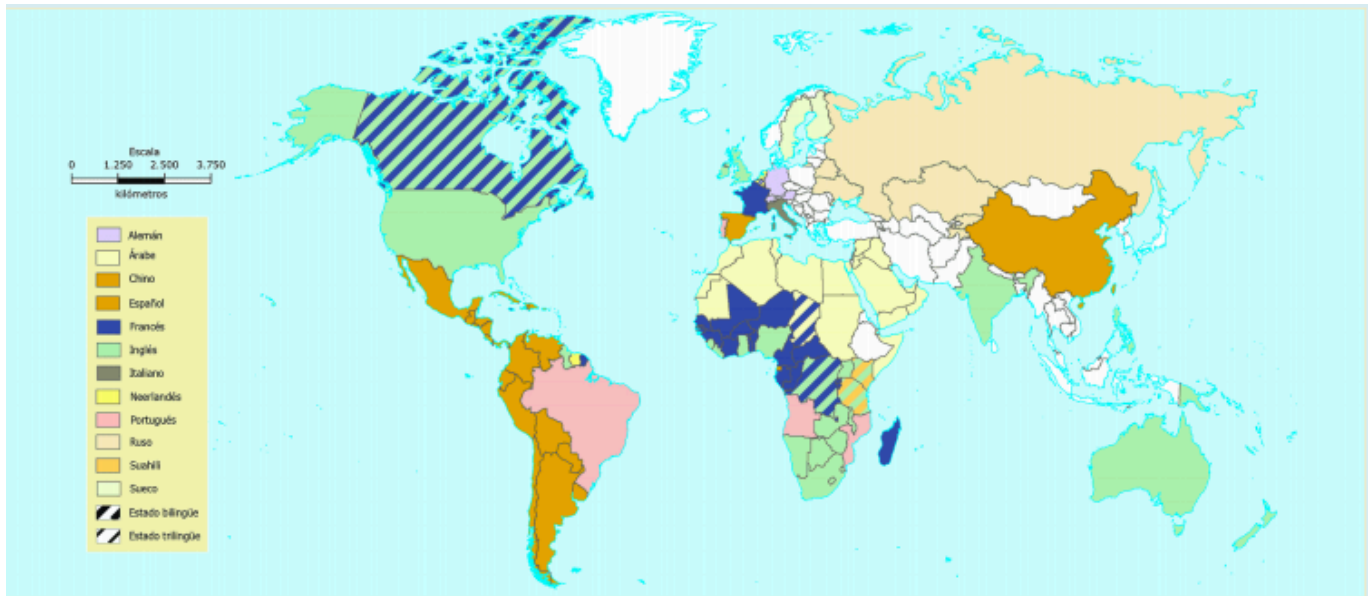 Escala
0 1.250 2.500 3.750
kilómetros
Alemán
Árabe
Chino
Español
Francés
Inglés
Italiano
Neerlandés
Portugués
Ruso
Suahili
Sueco
Estado bilingüe
Estado trilingüe